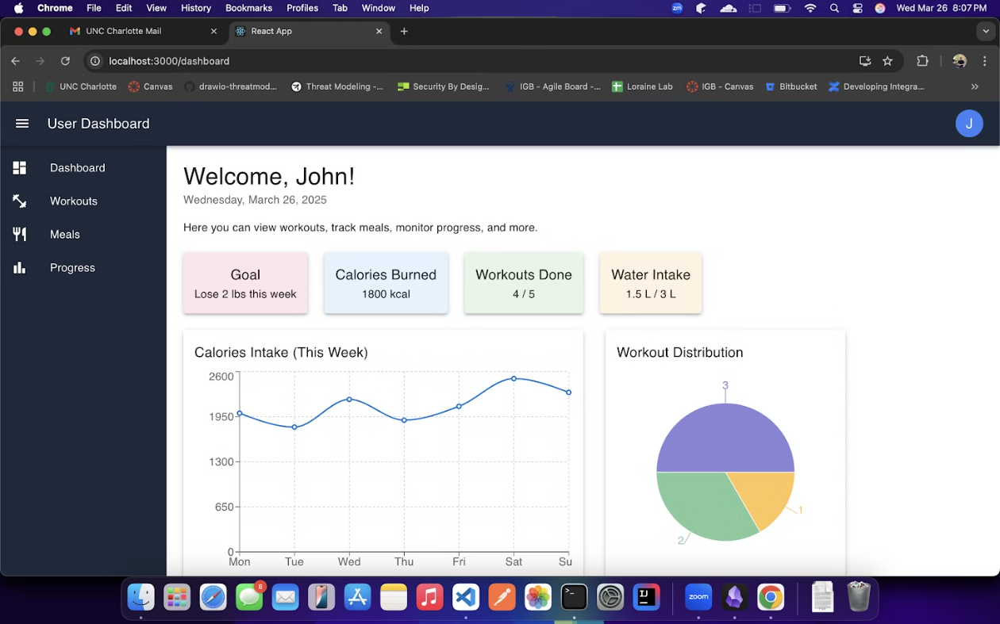 Chrome File Edit View History Bookmarks Profiles Tab Window Help zm Wed Mar 26 8:07 PM
UNC Charlotte Mail React App
localhost:3000/dashboard
UNC Charlotte Canvas drawio-threatmod... Threat Modeling -... Security By Desig... IGB - Agile Board -... Loraine Lab IGB - Canvas Bitbucket Developing Integra... »
User Dashboard J
Dashboard
Workouts
Meals
Progress
Welcome, John!
Wednesday, March 26, 2025
Here you can view workouts, track meals, monitor progress, and more.
Goal
Lose 2 lbs this week
Calories Burned
1800 kcal
Workouts Done
4 / 5
Water Intake
1.5 L / 3 L
Calories Intake (This Week)
2600
1950
1300
650
0
Mon Tue Wed Thu Fri Sat Su
Workout Distribution
3
1
2
6
IJ
zoom